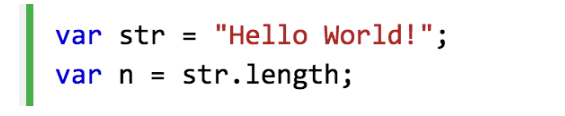 var str = "Hello World!";
var n = str.length;